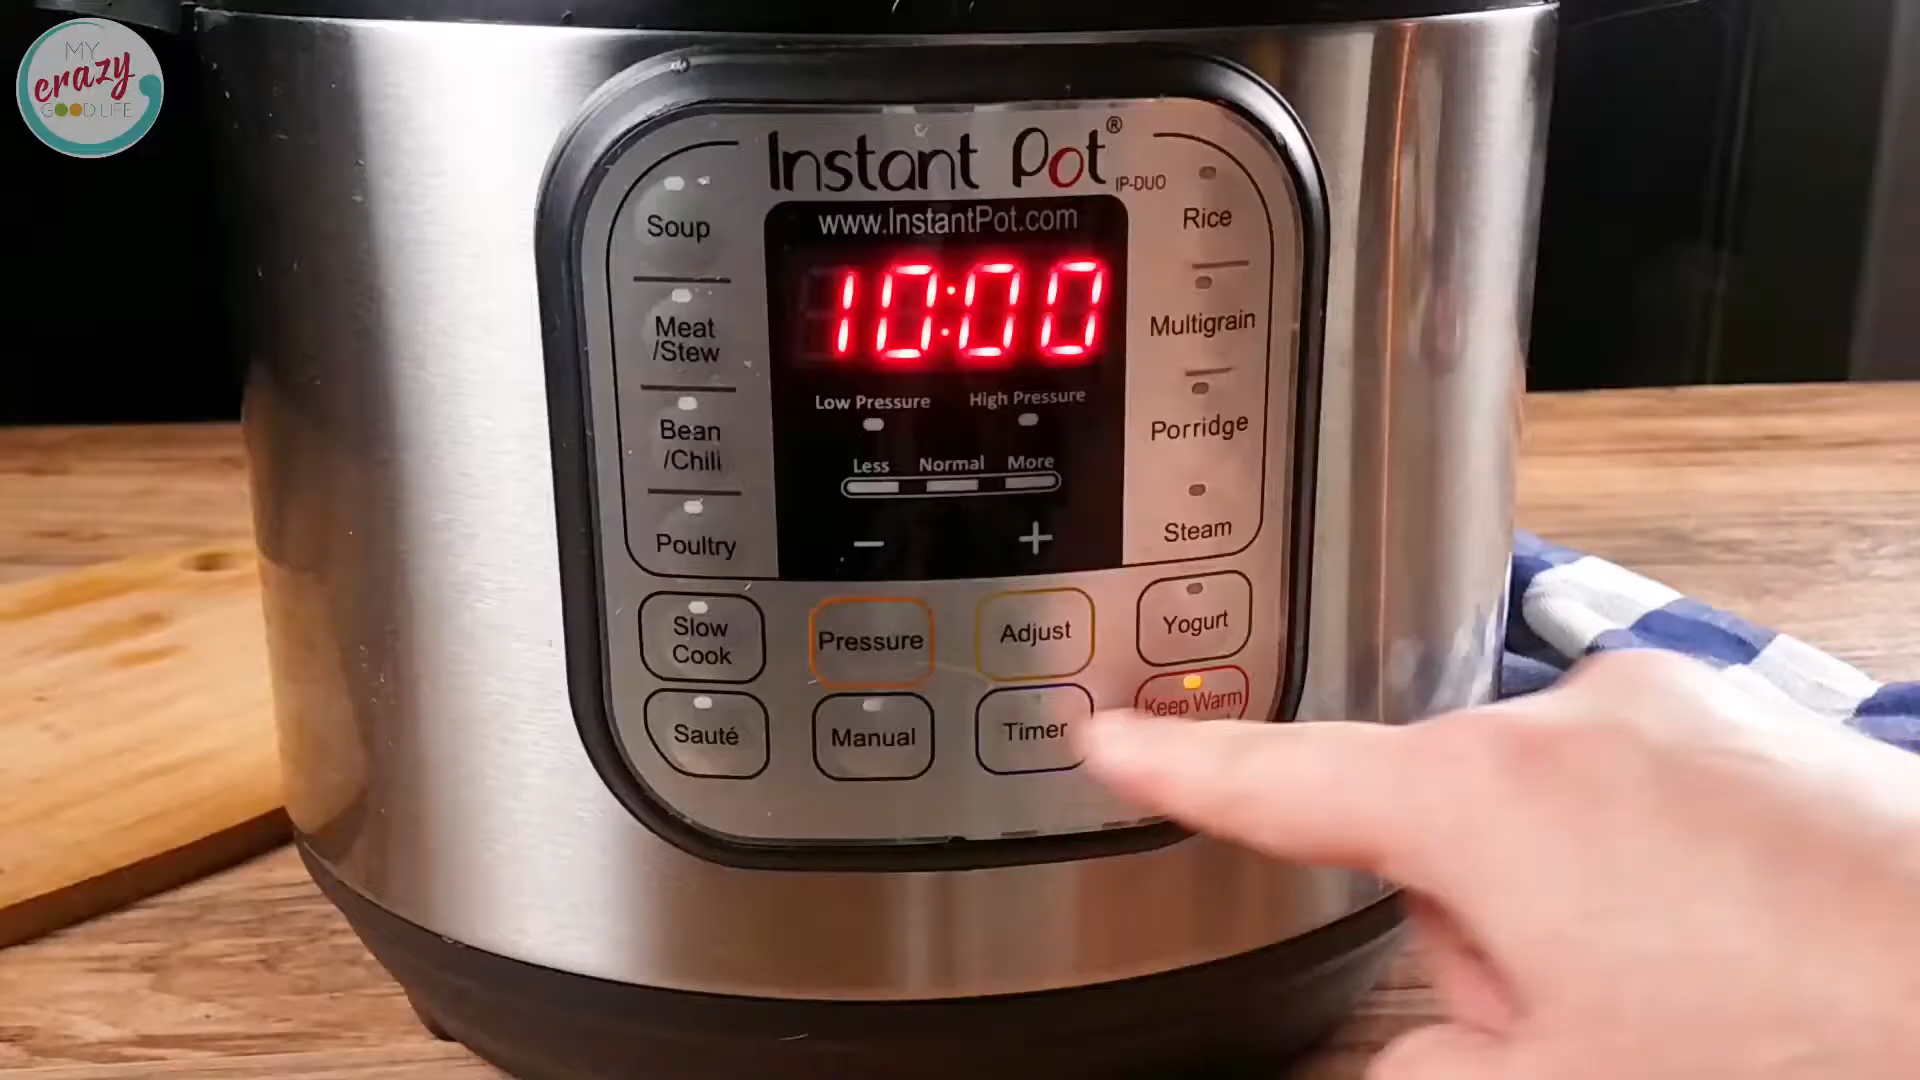 MY
crazy
GOOD LIFE
Instant Pot®
IP-DUO
www.InstantPot.com
10:00
Low Pressure High Pressure
Less Normal More
− +
Soup
Meat
/Stew
Bean
/Chili
Poultry
Rice
Multigrain
Porridge
Steam
Slow
Cook
Pressure
Adjust
Yogurt
Sauté
Manual
Timer
Keep Warm